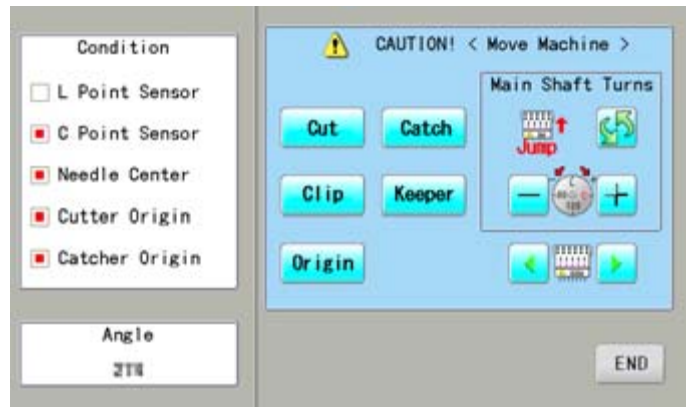 Condition
L Point Sensor
C Point Sensor
Needle Center
Cutter Origin
Catcher Origin
Angle
CAUTION! < Move Machine >
Main Shaft Turns
Cut
Catch
Jump
Clip
Keeper
Origin
END